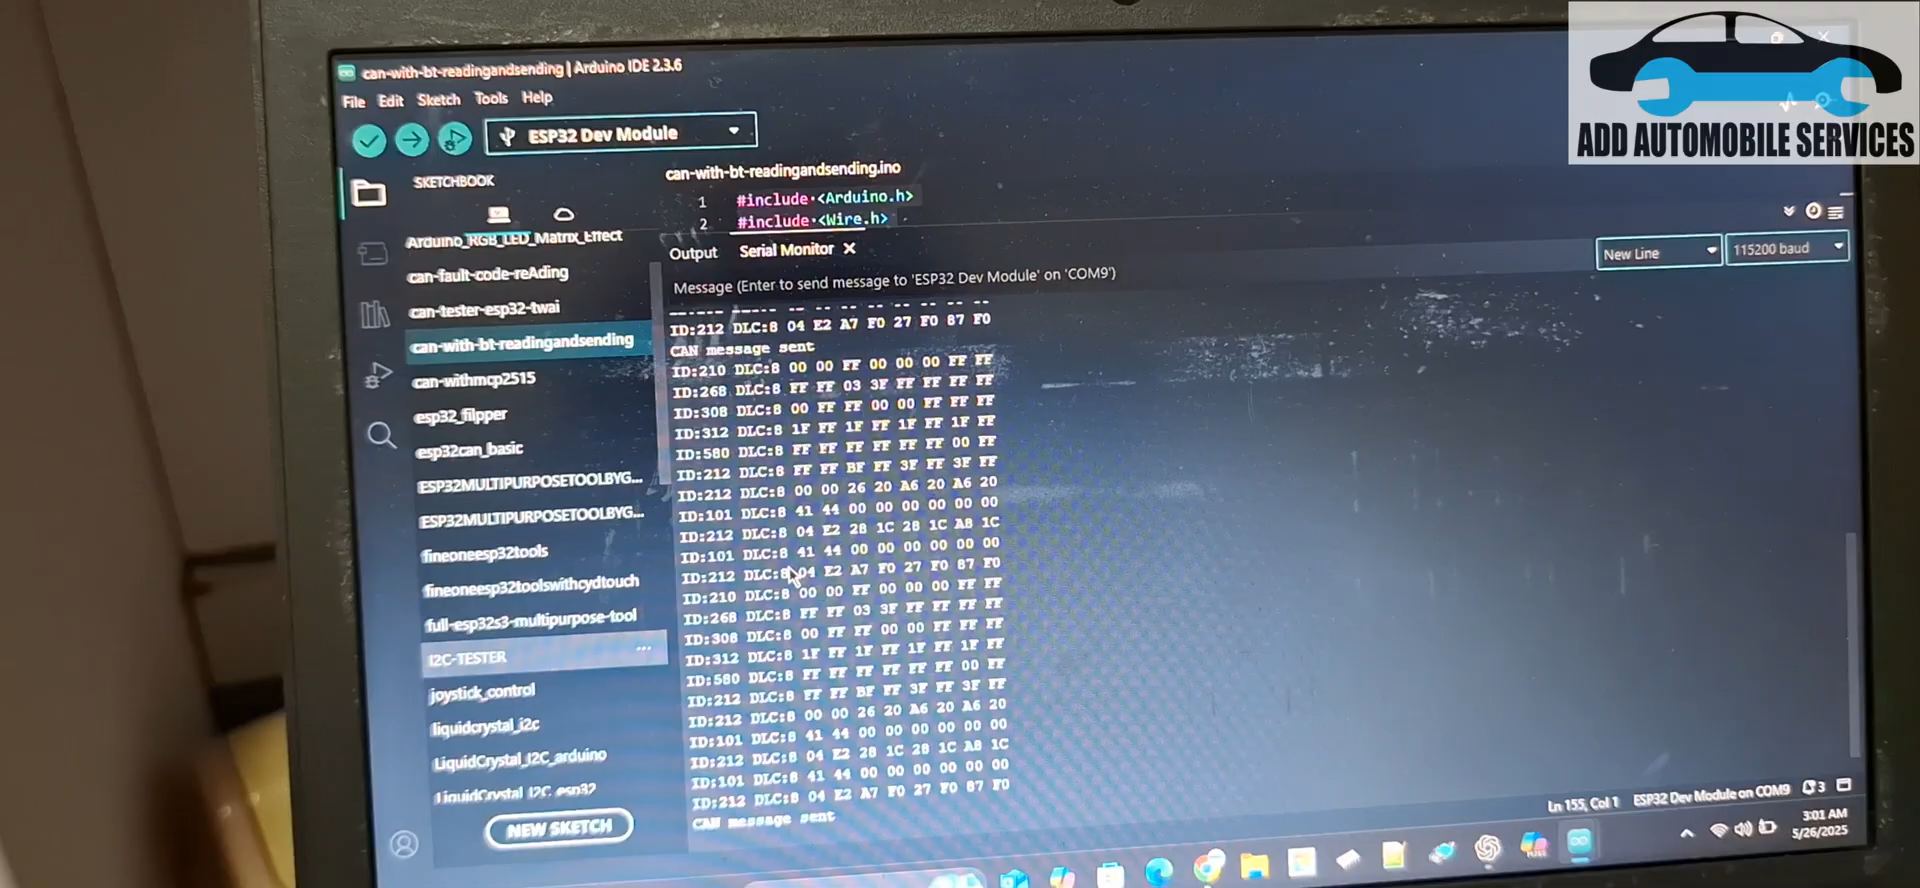 can-with-bt-readingandsending | Arduino IDE 2.3.6
File Edit Sketch Tools Help
ESP32 Dev Module
ADD AUTOMOBILE SERVICES
SKETCHBOOK
Arduino_RGB_LED_Matrix_Effect
can-fault-code-reAding
can-tester-esp32-twai
can-with-bt-readingandsending
can-withmcp2515
esp32_filpper
esp32can_basic
ESP32MULTIPURPOSETOOLBYG...
ESP32MULTIPURPOSETOOLBYG...
fineoneesp32tools
fineoneesp32toolswithcydtouch
full-esp32s3-multipurpose-tool
I2C-TESTER
joystick_control
liquidcrystal_i2c
LiquidCrystal_I2C_arduino
LiquidCrystal_I2C_esp32
NEW SKETCH
can-with-bt-readingandsending.ino
1 #include <Arduino.h>
2 #include <Wire.h>
Output Serial Monitor
New Line 115200 baud
Message (Enter to send message to 'ESP32 Dev Module' on 'COM9')
ID:212 DLC:8 04 E2 A7 F0 27 F0 87 F0
CAN message sent
ID:210 DLC:8 00 00 FF 00 00 00 FF FF
ID:268 DLC:8 FF FF 03 3F FF FF FF FF
ID:308 DLC:8 00 FF FF 00 00 FF FF FF
ID:312 DLC:8 1F FF 1F FF 1F FF 1F FF
ID:580 DLC:8 FF FF FF FF FF FF 00 FF
ID:212 DLC:8 FF FF BF FF 3F FF 3F FF
ID:212 DLC:8 00 00 26 20 A6 20 A6 20
ID:101 DLC:8 41 44 00 00 00 00 00 00
ID:212 DLC:8 04 E2 28 1C 28 1C A8 1C
ID:101 DLC:8 41 44 00 00 00 00 00 00
ID:212 DLC:8 04 E2 A7 F0 27 F0 87 F0
ID:210 DLC:8 00 00 FF 00 00 00 FF FF
ID:268 DLC:8 FF FF 03 3F FF FF FF FF
ID:308 DLC:8 00 FF FF 00 00 FF FF FF
ID:312 DLC:8 1F FF 1F FF 1F FF 1F FF
ID:580 DLC:8 FF FF FF FF FF FF 00 FF
ID:212 DLC:8 FF FF BF FF 3F FF 3F FF
ID:212 DLC:8 00 00 26 20 A6 20 A6 20
ID:101 DLC:8 41 44 00 00 00 00 00 00
ID:212 DLC:8 04 E2 28 1C 28 1C A8 1C
ID:101 DLC:8 41 44 00 00 00 00 00 00
ID:212 DLC:8 04 E2 A7 F0 27 F0 87 F0
CAN message sent
Ln 155, Col 1 ESP32 Dev Module on COM9 3
3:01 AM
5/26/2025